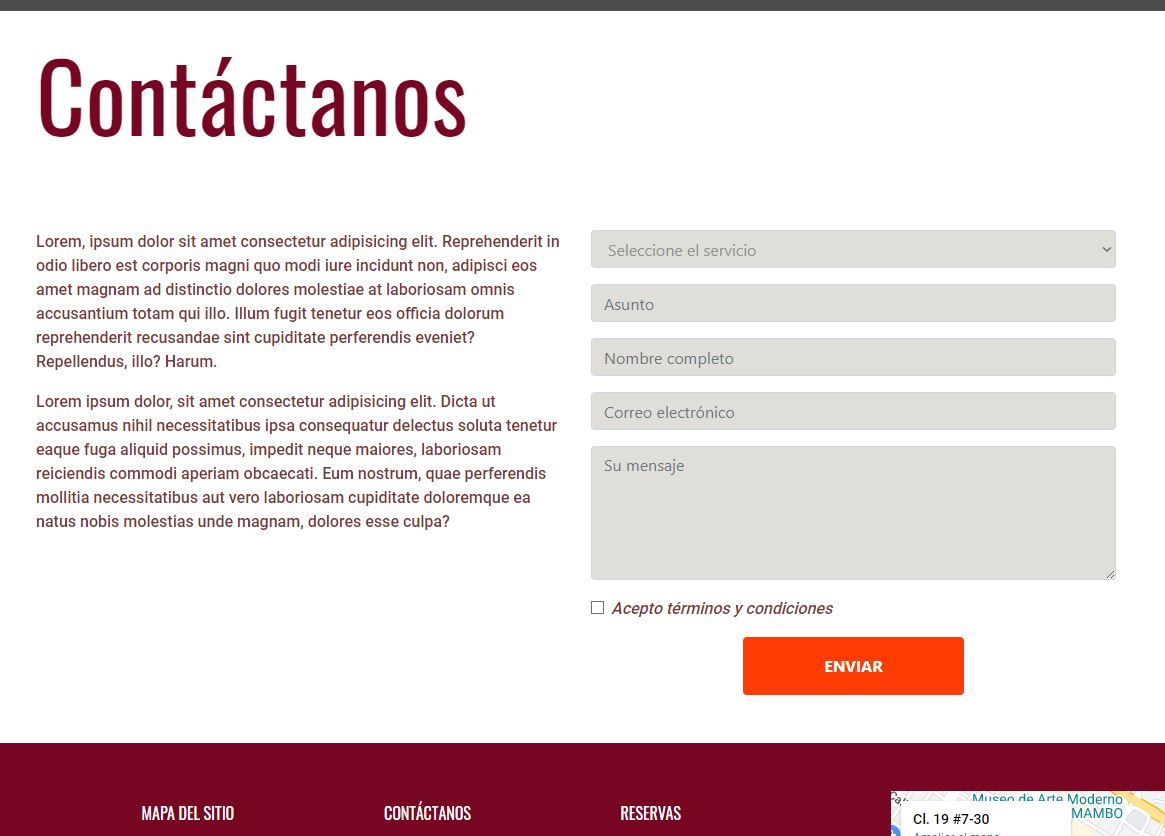 Contáctanos
Lorem, ipsum dolor sit amet consectetur adipisicing elit. Reprehenderit in
odio libero est corporis magni quo modi iure incidunt non, adipisci eos
amet magnam ad distinctio dolores molestiae at laboriosam omnis
accusantium totam qui illo. Illum fugit tenetur eos officia dolorum
reprehenderit recusandae sint cupiditate perferendis eveniet?
Repellendus, illo? Harum.
Lorem ipsum dolor, sit amet consectetur adipisicing elit. Dicta ut
accusamus nihil necessitatibus ipsa consequatur delectus soluta tenetur
eaque fuga aliquid possimus, impedit neque maiores, laboriosam
reiciendis commodi aperiam obcaecati. Eum nostrum, quae perferendis
mollitia necessitatibus aut vero laboriosam cupiditate doloremque ea
natus nobis molestias unde magnam, dolores esse culpa?
Seleccione el servicio
Asunto
Nombre completo
Correo electrónico
Su mensaje
Acepto términos y condiciones
ENVIAR
MAPA DEL SITIO
CONTÁCTANOS
RESERVAS
Museo de Arte Moderno
MAMBO
Cl. 19 #7-30